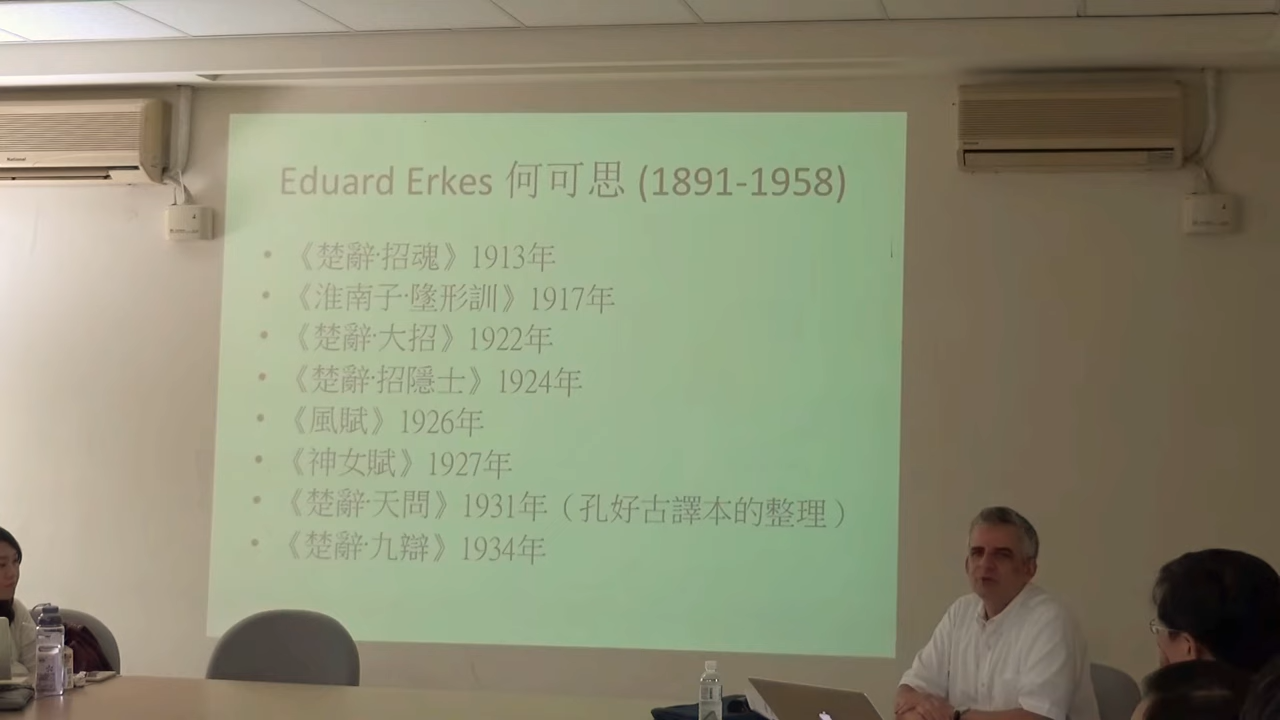 Eduard Erkes 何可思 (1891-1958)
• 《楚辭·招魂》1913年
• 《淮南子·墬形訓》1917年
• 《楚辭·大招》1922年
• 《楚辭·招隱士》1924年
• 《風賦》1926年
• 《神女賦》1927年
• 《楚辭·天問》1931年（孔好古譯本的整理）
• 《楚辭·九辯》1934年
National